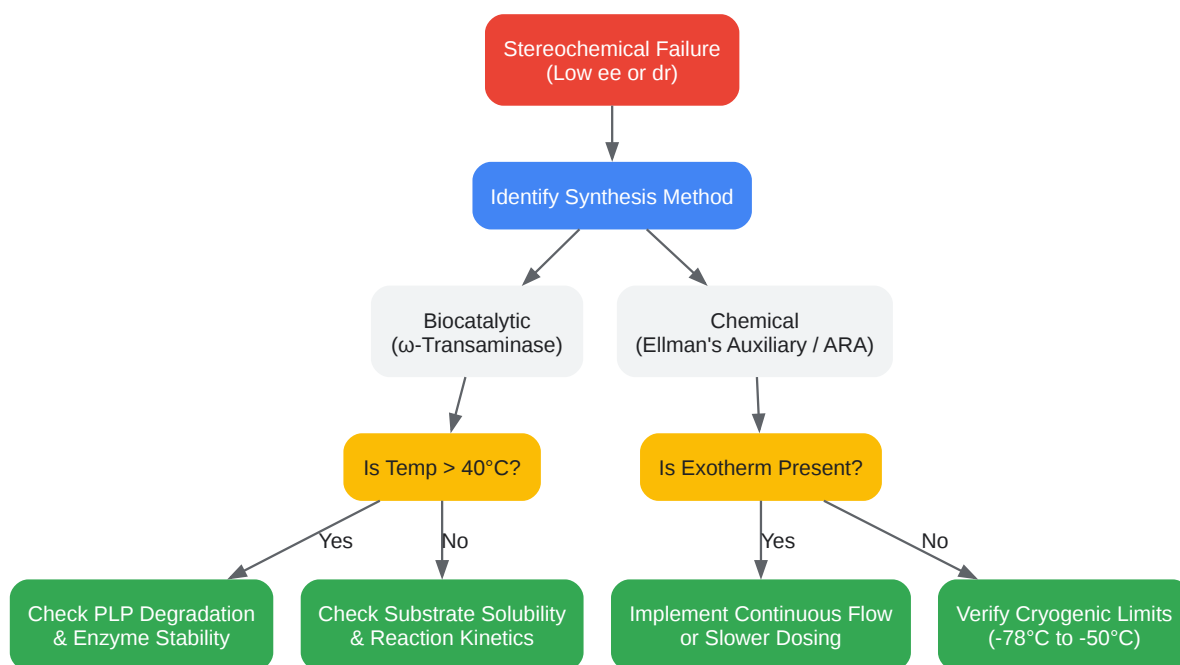 Stereochemical Failure
(Low ee or dr)
Identify Synthesis Method
Biocatalytic
(ω-Transaminase)
Chemical
(Ellman's Auxiliary / ARA)
Is Temp > 40°C?
Is Exotherm Present?
Yes
No
Yes
No
Check PLP Degradation
& Enzyme Stability
Check Substrate Solubility
& Reaction Kinetics
Implement Continuous Flow
or Slower Dosing
Verify Cryogenic Limits
(-78°C to -50°C)